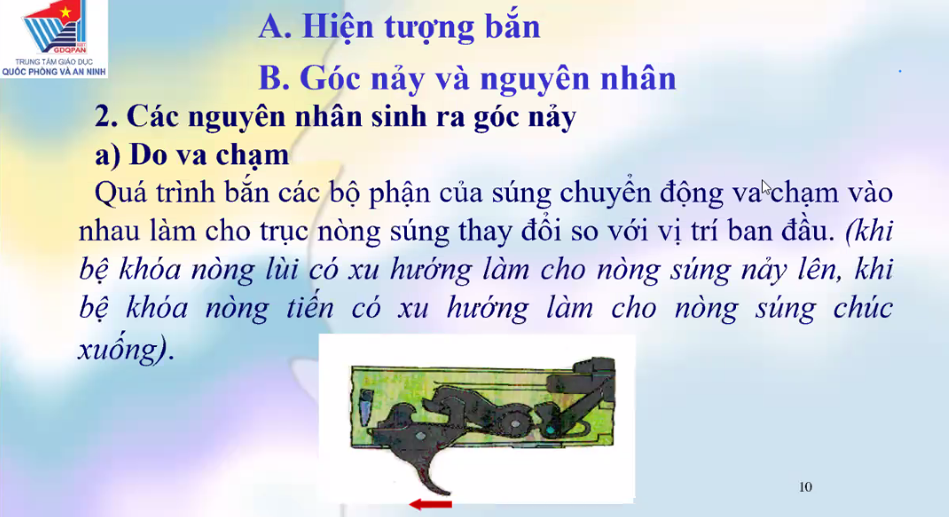 GDQPAN
TRUNG TÂM GIÁO DỤC
QUỐC PHÒNG VÀ AN NINH
A. Hiện tượng bắn
B. Góc nảy và nguyên nhân
2. Các nguyên nhân sinh ra góc nảy
a) Do va chạm
Quá trình bắn các bộ phận của súng chuyển động va chạm vào
nhau làm cho trục nòng súng thay đổi so với vị trí ban đầu. (khi
bệ khóa nòng lùi có xu hướng làm cho nòng súng nảy lên, khi
bệ khóa nòng tiến có xu hướng làm cho nòng súng chúc
xuống).
10